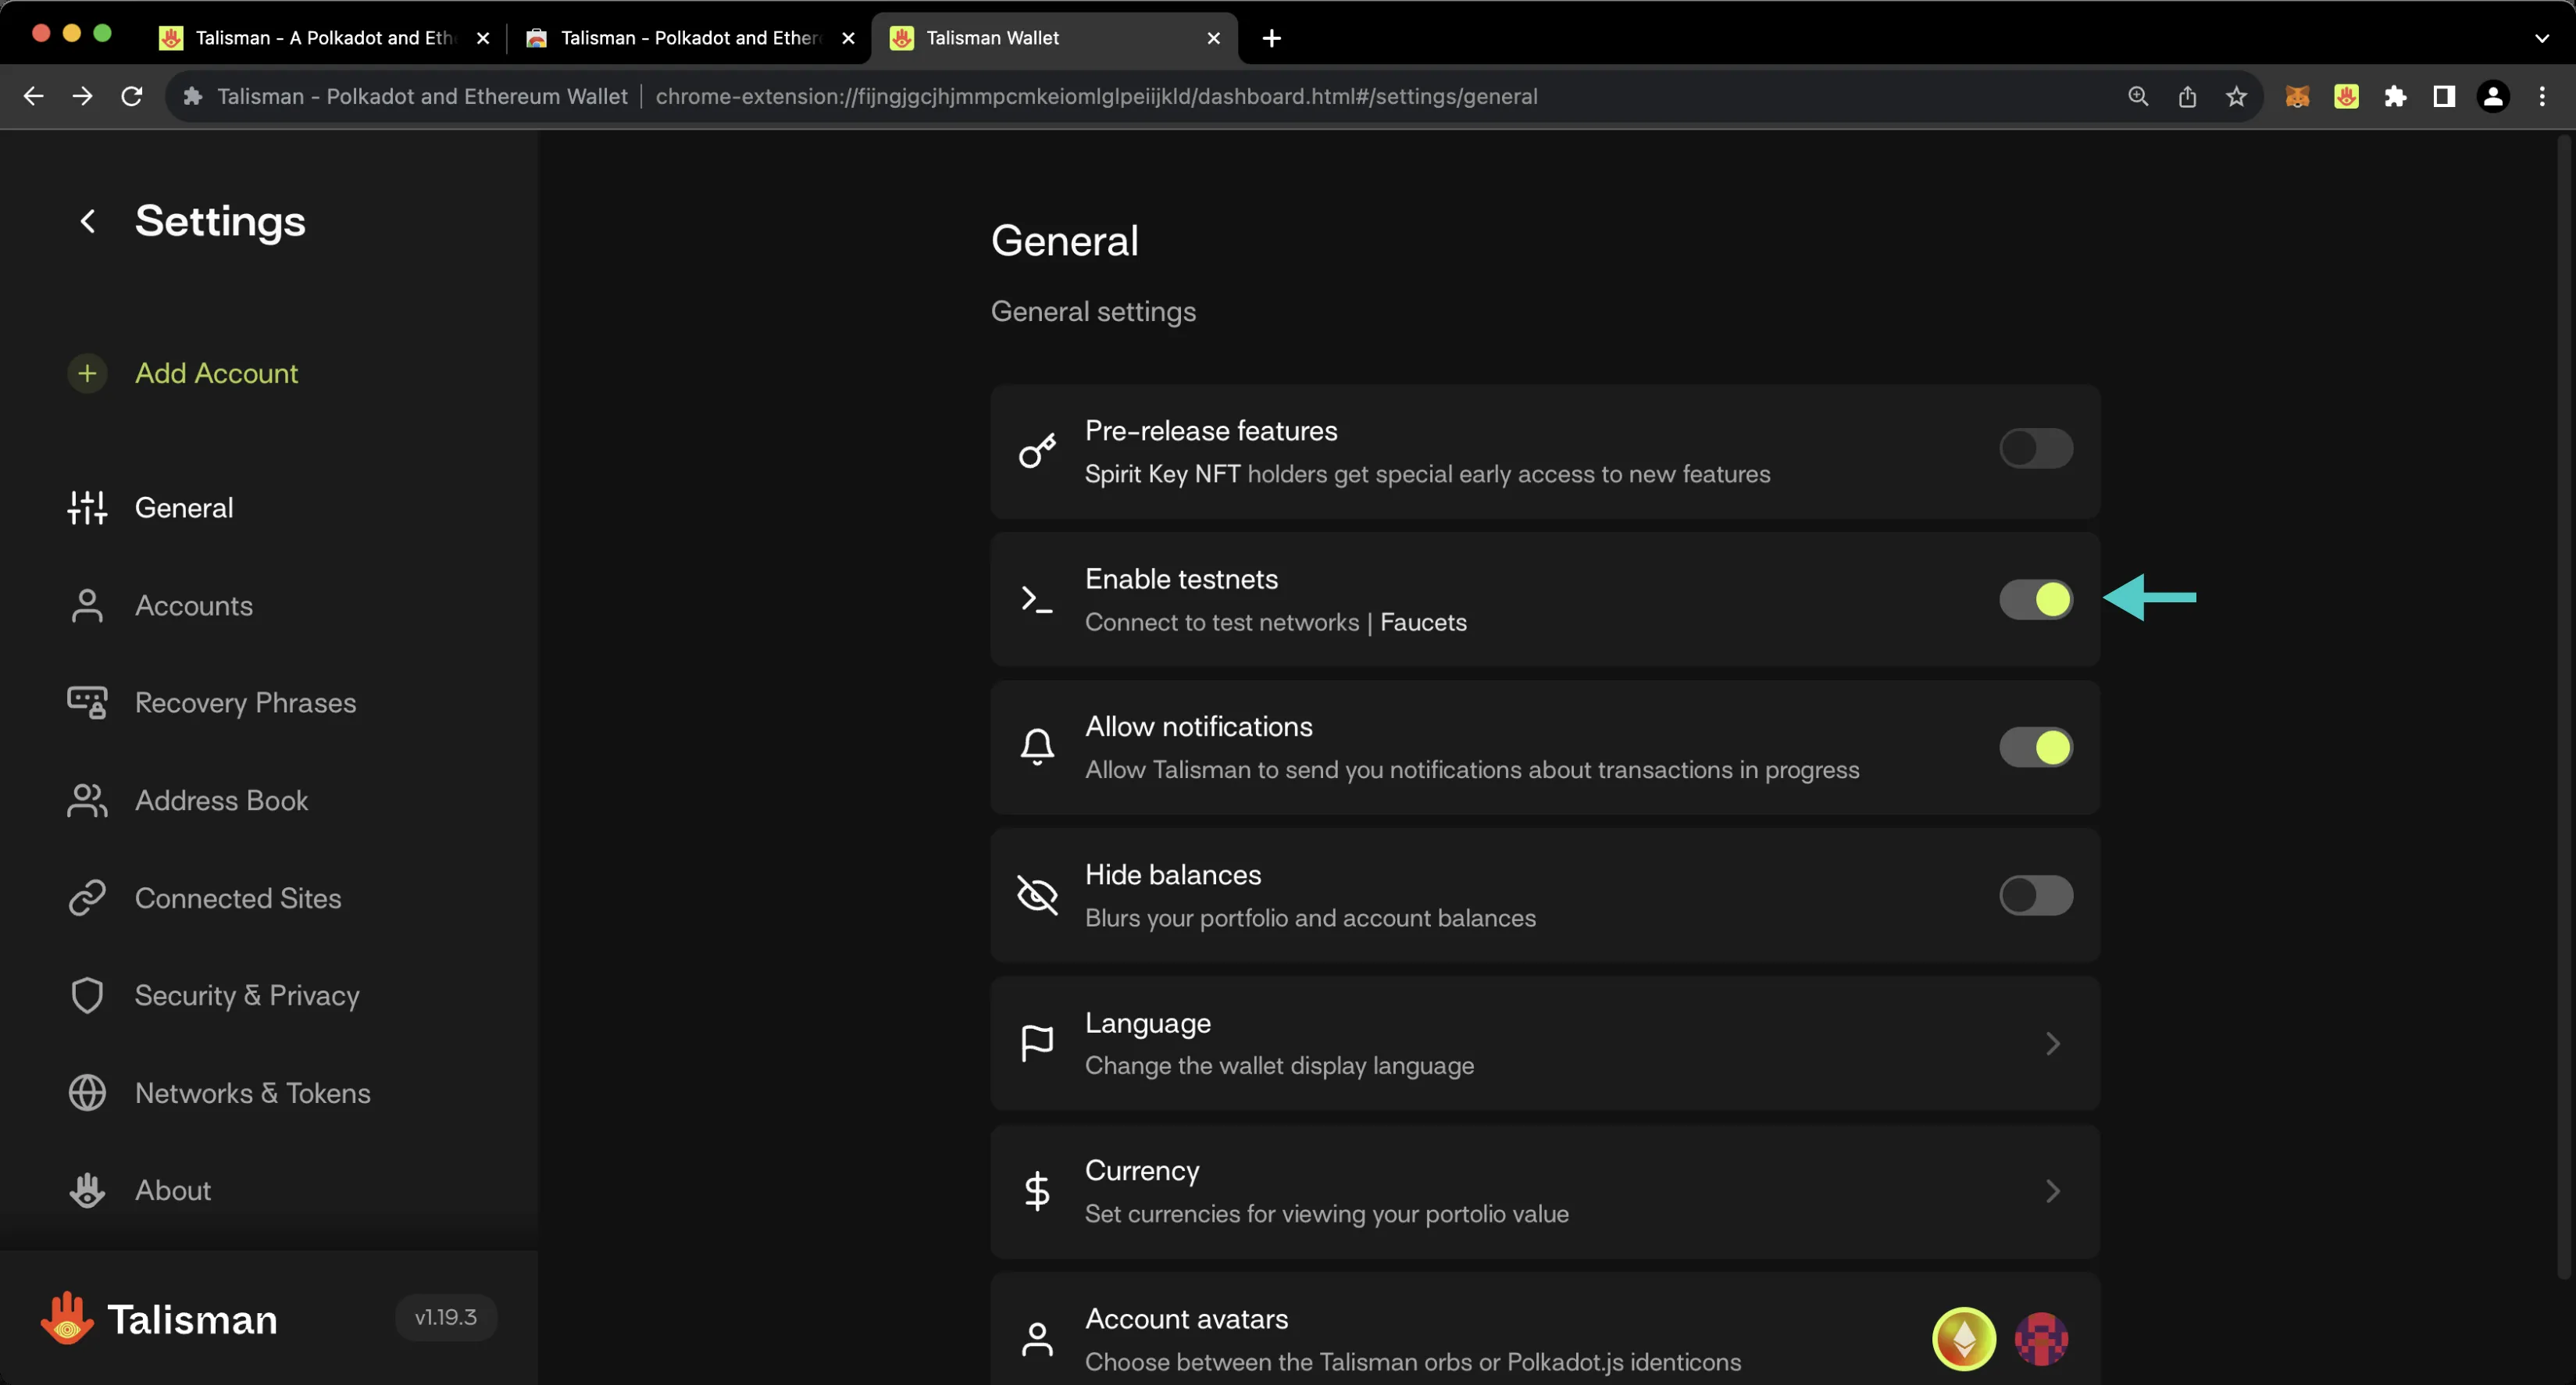 Talisman - A Polkadot and Eth
Talisman - Polkadot and Ether
Talisman Wallet
Talisman - Polkadot and Ethereum Wallet
chrome-extension://fijngjgcjhjmmpcmkeiomlglpeiijkld/dashboard.html#/settings/general
Settings
Add Account
General
Accounts
Recovery Phrases
Address Book
Connected Sites
Security & Privacy
Networks & Tokens
About
Talisman
v1.19.3
General
General settings
Pre-release features
Spirit Key NFT holders get special early access to new features
Enable testnets
Connect to test networks | Faucets
Allow notifications
Allow Talisman to send you notifications about transactions in progress
Hide balances
Blurs your portfolio and account balances
Language
Change the wallet display language
Currency
Set currencies for viewing your portolio value
Account avatars
Choose between the Talisman orbs or Polkadot.js identicons